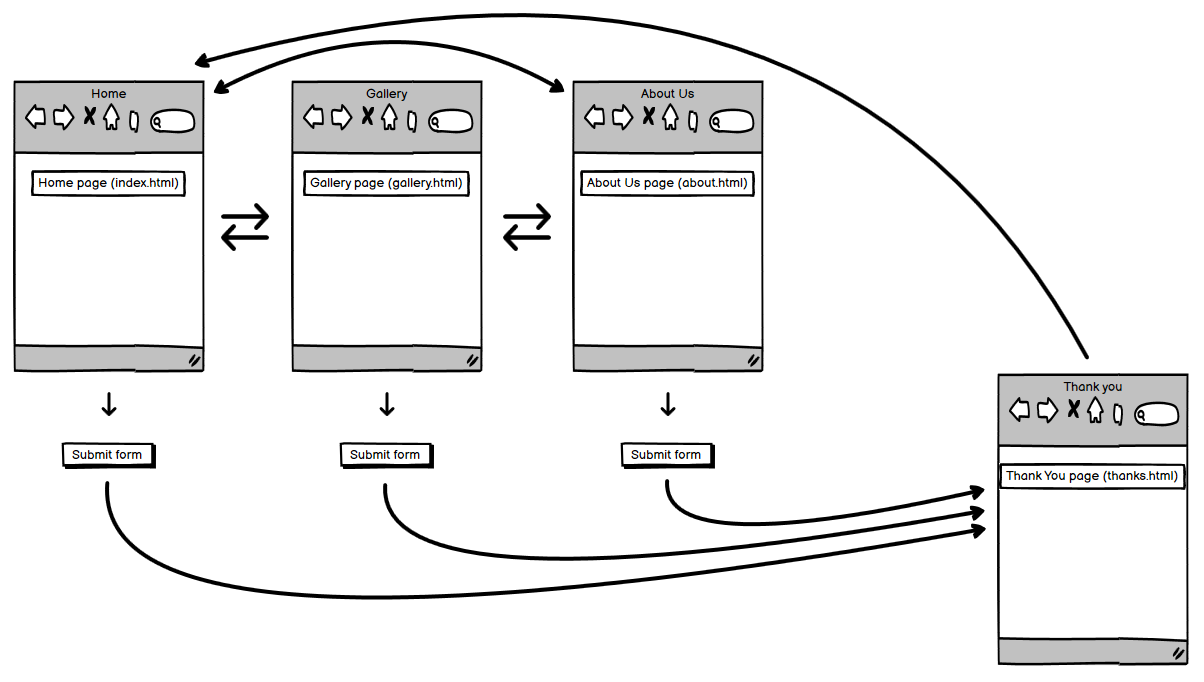 Home
Gallery
About Us
Home page (index.html)
Gallery page (gallery.html)
About Us page (about.html)
Thank you
Submit form
Submit form
Submit form
Thank You page (thanks.html)